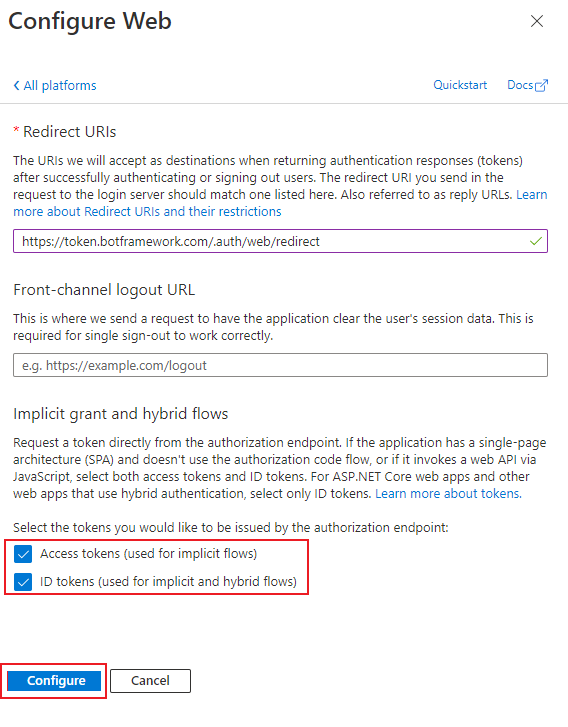 Configure Web
All platforms
Quickstart
Docs
* Redirect URIs
The URIs we will accept as destinations when returning authentication responses (tokens)
after successfully authenticating or signing out users. The redirect URI you send in the
request to the login server should match one listed here. Also referred to as reply URLs. Learn
more about Redirect URIs and their restrictions
https://token.botframework.com/.auth/web/redirect
Front-channel logout URL
This is where we send a request to have the application clear the user's session data. This is
required for single sign-out to work correctly.
e.g. https://example.com/logout
Implicit grant and hybrid flows
Request a token directly from the authorization endpoint. If the application has a single-page
architecture (SPA) and doesn't use the authorization code flow, or if it invokes a web API via
JavaScript, select both access tokens and ID tokens. For ASP.NET Core web apps and other
web apps that use hybrid authentication, select only ID tokens. Learn more about tokens.
Select the tokens you would like to be issued by the authorization endpoint:
Access tokens (used for implicit flows)
ID tokens (used for implicit and hybrid flows)
Configure
Cancel